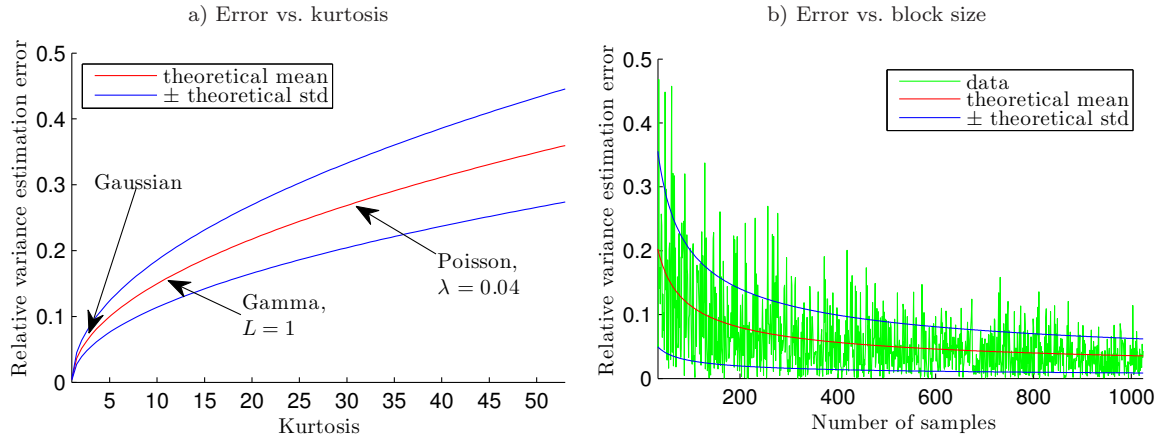 a) Error vs. kurtosis
Relative variance estimation error
0.5
0.4
0.3
0.2
0.1
0
theoretical mean
± theoretical std
Gaussian
Gamma,
L = 1
Poisson,
λ = 0.04
5 10 15 20 25 30 35 40 45 50
Kurtosis
b) Error vs. block size
Relative variance estimation error
0.5
0.4
0.3
0.2
0.1
0
data
theoretical mean
± theoretical std
200 400 600 800 1000
Number of samples